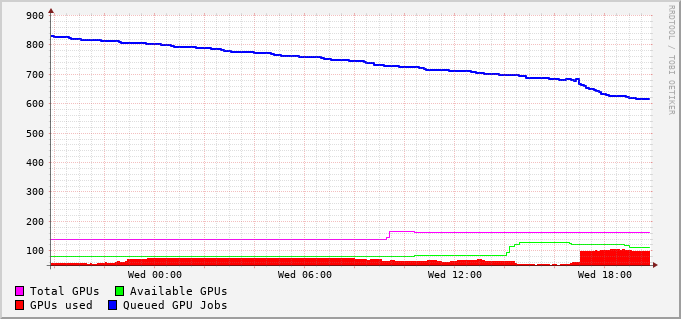 900
800
700
600
500
400
300
200
100
Wed 00:00 Wed 06:00 Wed 12:00 Wed 18:00
Total GPUs Available GPUs
GPUs used Queued GPU Jobs
RRDTOOL / TOBI OETIKER